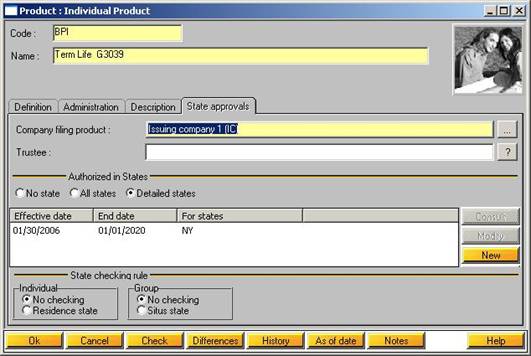 Product : Individual Product
Code : BPI
Name : Term Life G3039
Definition Administration Description State approvals
Company filing product : Issuing company 1 (IC) ...
Trustee : ?
Authorized in States
No state All states Detailed states
Effective date End date For states
01/30/2006 01/01/2020 NY
Consult
Modify
New
State checking rule
Individual Group
No checking No checking
Residence state Situs state
Ok Cancel Check Differences History As of date Notes Help